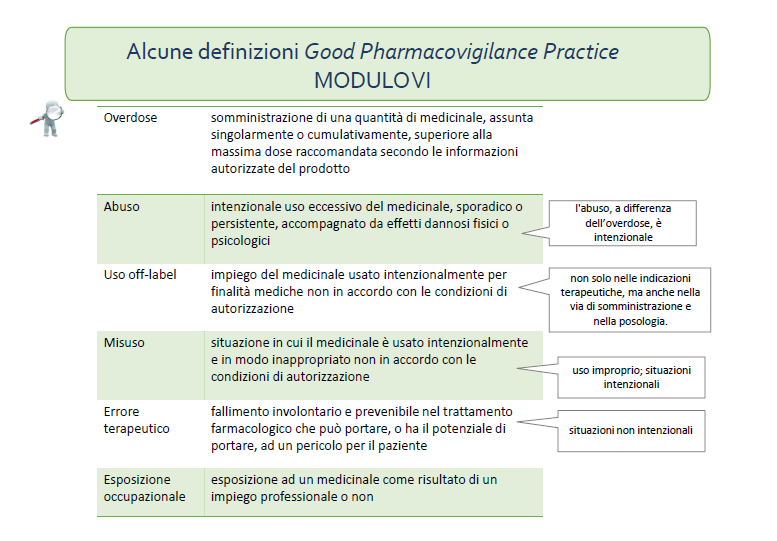 Alcune definizioni Good Pharmacovigilance Practice
MODULO VI
Overdose
somministrazione di una quantità di medicinale, assunta
singolarmente o cumulativamente, superiore alla
massima dose raccomandata secondo le informazioni
autorizzate del prodotto
Abuso
intenzionale uso eccessivo del medicinale, sporadico o
persistente, accompagnato da effetti dannosi fisici o
psicologici
l'abuso, a differenza
dell'overdose, è
intenzionale
Uso off-label
impiego del medicinale usato intenzionalmente per
finalità mediche non in accordo con le condizioni di
autorizzazione
non solo nelle indicazioni
terapeutiche, ma anche nella
via di somministrazione e
nella posologia.
Misuso
situazione in cui il medicinale è usato intenzionalmente
e in modo inappropriato non in accordo con le
condizioni di autorizzazione
uso improprio; situazioni
intenzionali
Errore
terapeutico
fallimento involontario e prevenibile nel trattamento
farmacologico che può portare, o ha il potenziale di
portare, ad un pericolo per il paziente
situazioni non intenzionali
Esposizione
occupazionale
esposizione ad un medicinale come risultato di un
impiego professionale o non